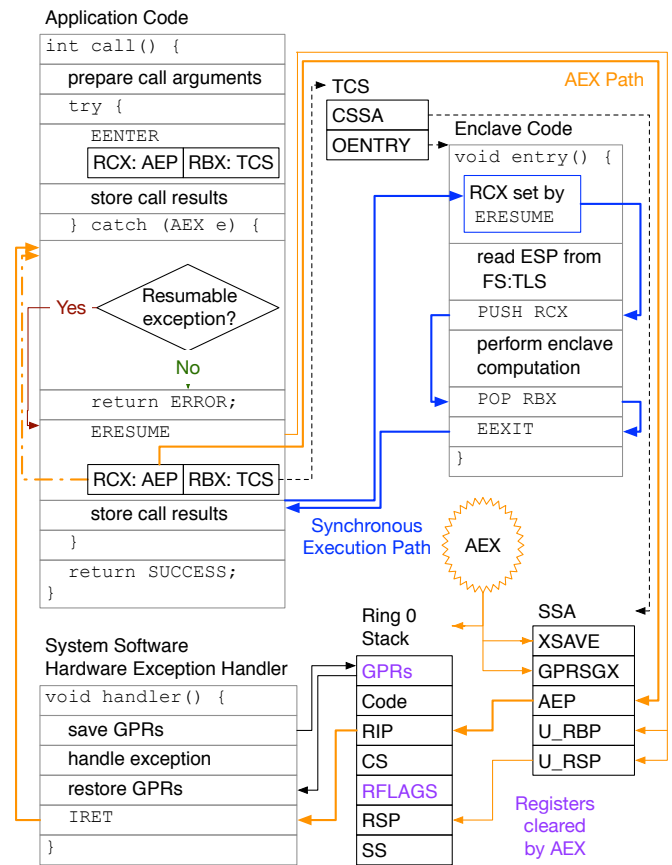 Application Code
int call() {
prepare call arguments
try {
EENTER
RCX: AEP RBX: TCS
store call results
} catch (AEX e) {
Yes
Resumable
exception?
No
return ERROR;
ERESUME
RCX: AEP RBX: TCS
store call results
}
return SUCCESS;
}
TCS
CSSA
OENTRY
AEX Path
Enclave Code
void entry() {
RCX set by
ERESUME
read ESP from
FS:TLS
PUSH RCX
perform enclave
computation
POP RBX
EEXIT
}
Synchronous
Execution Path
AEX
System Software
Hardware Exception Handler
void handler() {
save GPRs
handle exception
restore GPRs
IRET
}
Ring 0
Stack
GPRs
Code
RIP
CS
RFLAGS
RSP
SS
SSA
XSAVE
GPRSGX
AEP
U_RBP
U_RSP
Registers
cleared
by AEX